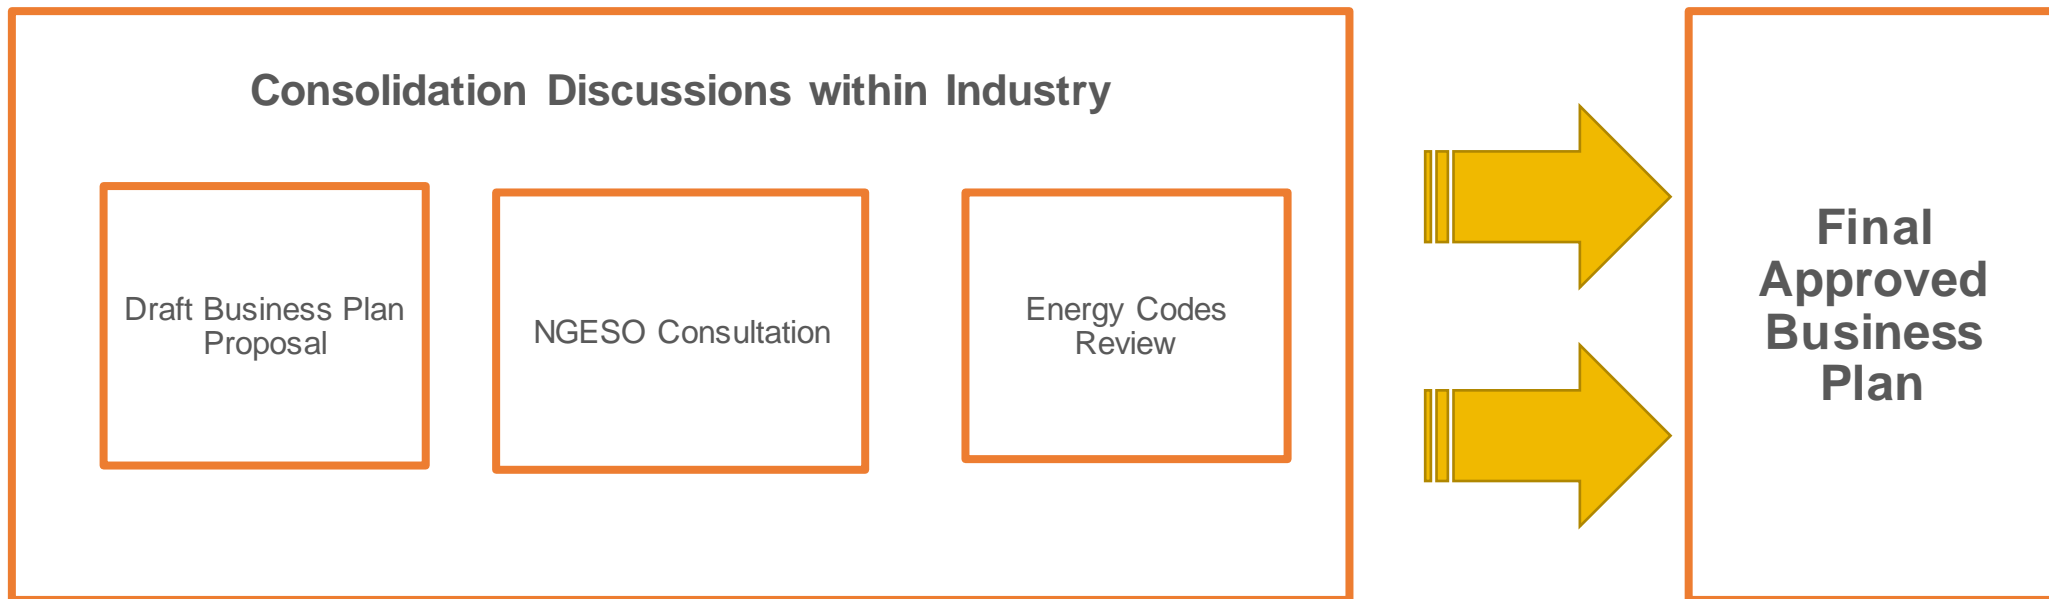 Consolidation Discussions within Industry
Draft Business Plan
Proposal
NGESO Consultation
Energy Codes
Review
Final
Approved
Business
Plan